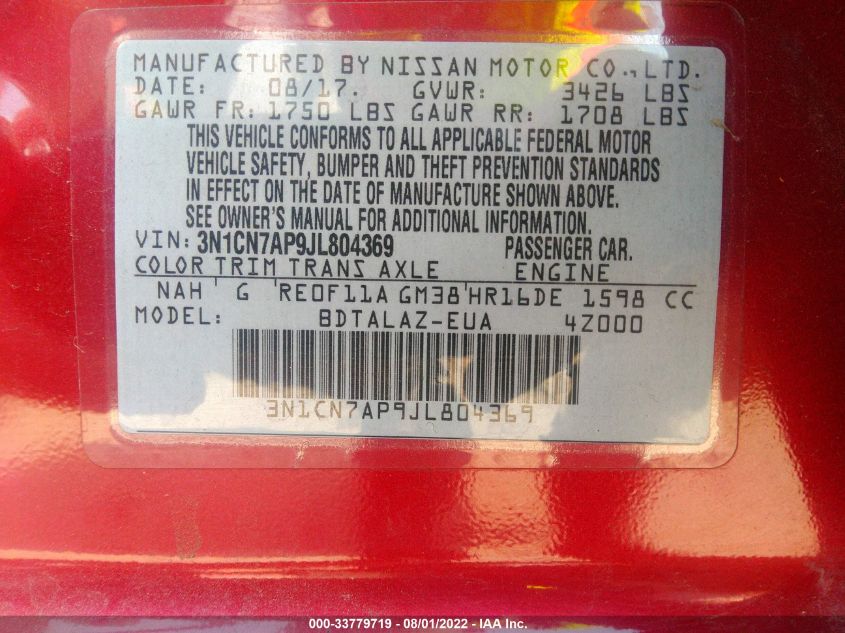 MANUFACTURED BY NISSAN MOTOR CO.,LTD.
DATE: 08/17. GVWR: 3426 LBS
GAWR FR: 1750 LBS GAWR RR: 1708 LBS
THIS VEHICLE CONFORMS TO ALL APPLICABLE FEDERAL MOTOR
VEHICLE SAFETY, BUMPER AND THEFT PREVENTION STANDARDS
IN EFFECT ON THE DATE OF MANUFACTURE SHOWN ABOVE.
SEE OWNER'S MANUAL FOR ADDITIONAL INFORMATION.
VIN: 3N1CN7AP9JL804369 PASSENGER CAR.
COLOR TRIM TRANS AXLE ENGINE
NAH G RE0F11A GM38 HR16DE 1598 CC
MODEL: BDTALAZ-EUA 4Z000
3N1CN7AP9JL804369
000-33779719 - 08/01/2022 - IAA Inc.